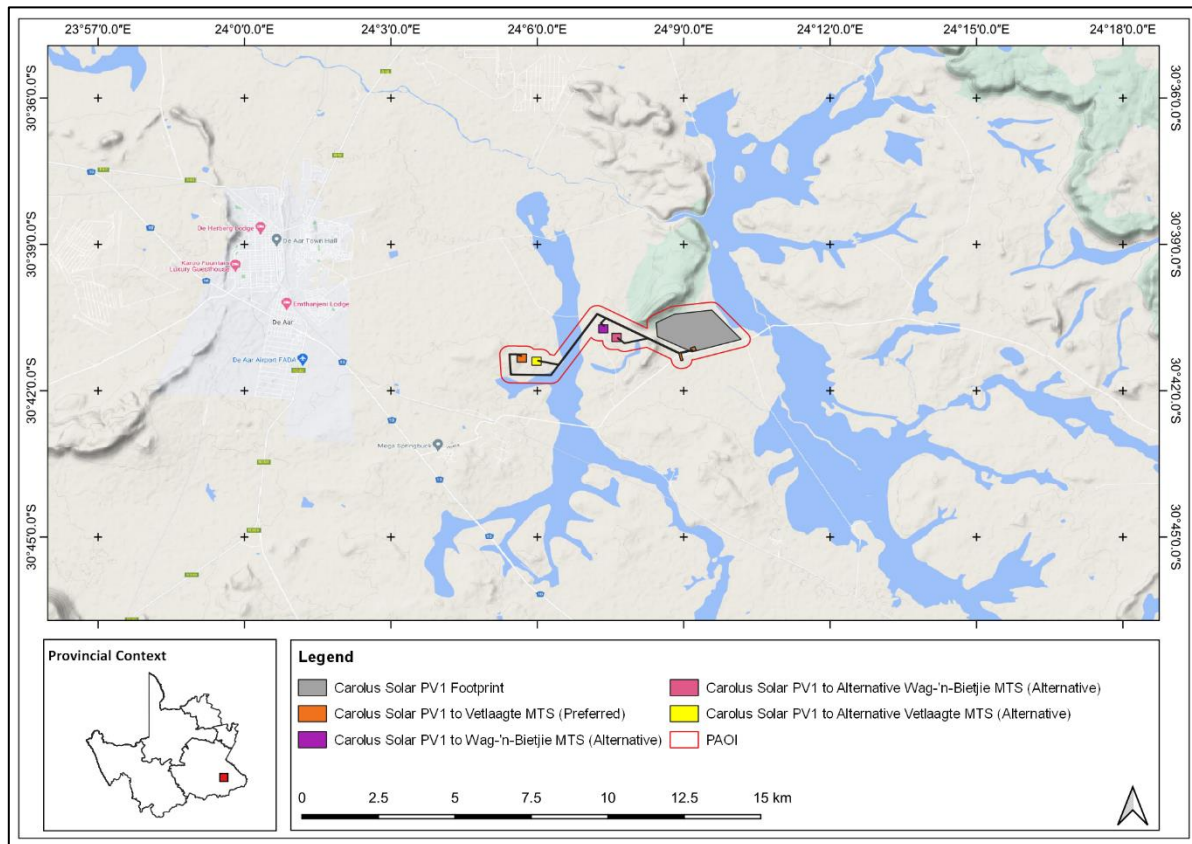 23°57'0.0"E 24°0'0.0"E 24°3'0.0"E 24°6'0.0"E 24°9'0.0"E 24°12'0.0"E 24°15'0.0"E 24°18'0.0"E
30°36'0.0"S 30°36'0.0"S
30°39'0.0"S 30°39'0.0"S
30°42'0.0"S 30°42'0.0"S
30°45'0.0"S 30°45'0.0"S
De Herberg Lodge
De Aar Town Hall
Karoo Fountain
Luxury Guesthouse
Emthanjeni Lodge
De Aar
De Aar Airport FADA
Provincial Context
Legend
Carolus Solar PV1 Footprint
Carolus Solar PV1 to Vetlaagte MTS (Preferred)
Carolus Solar PV1 to Wag-'n-Bietjie MTS (Alternative)
Carolus Solar PV1 to Alternative Wag-'n-Bietjie MTS (Alternative)
Carolus Solar PV1 to Alternative Vetlaagte MTS (Alternative)
PAOI
0 2.5 5 7.5 10 12.5 15 km